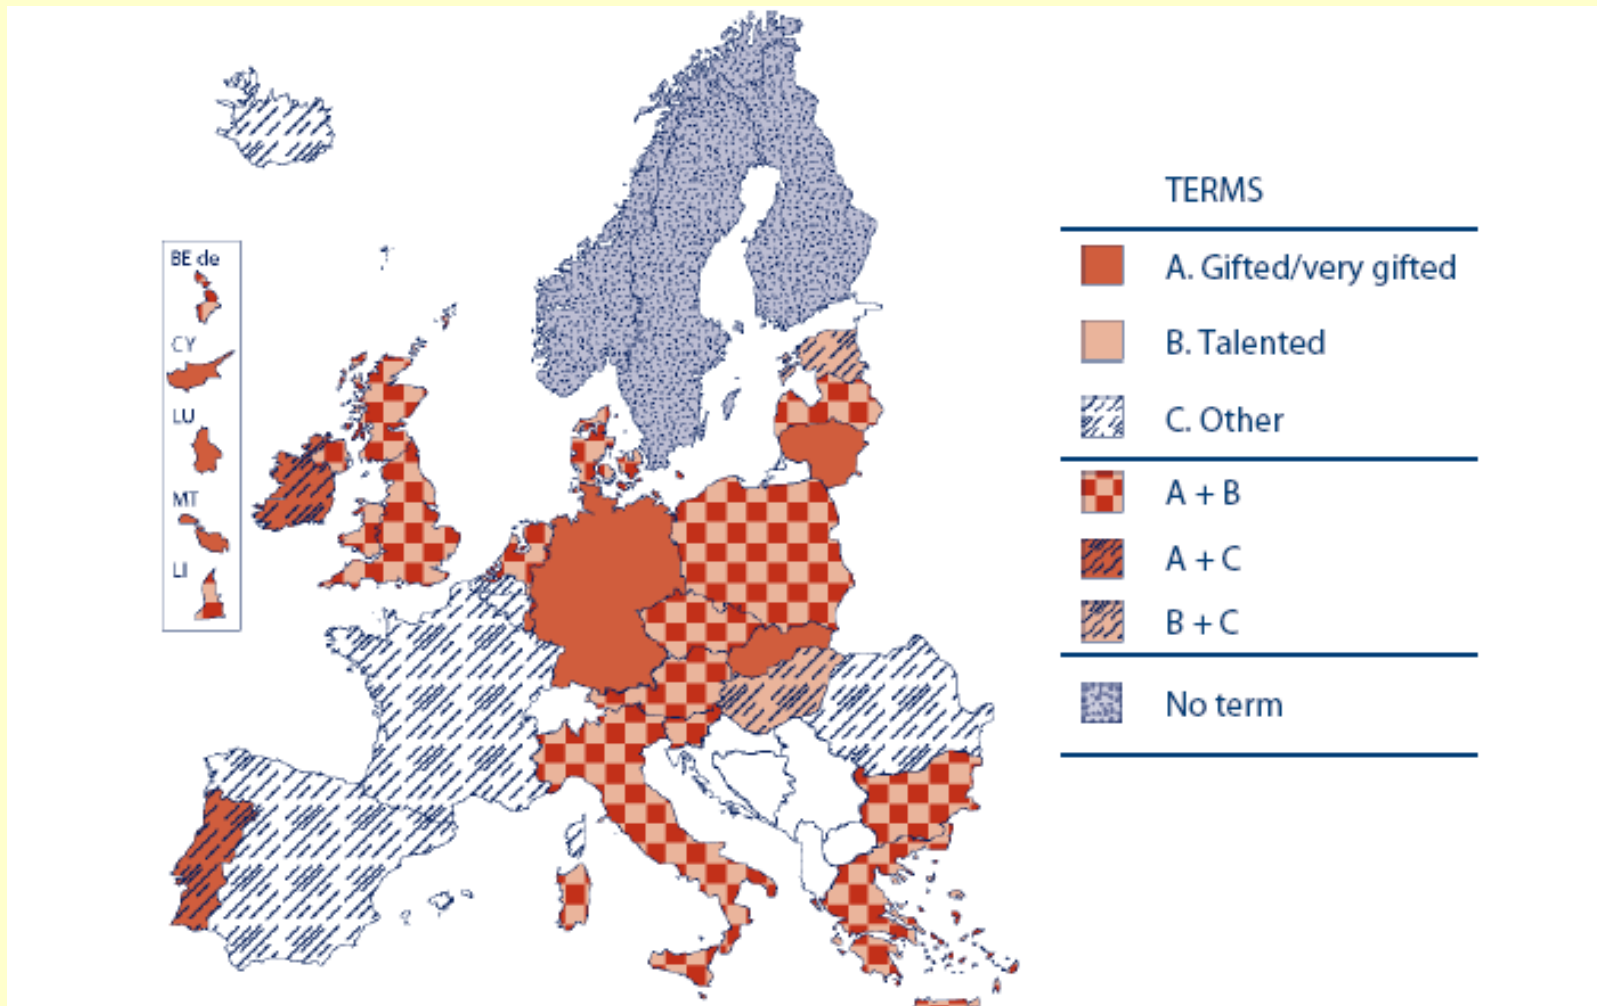 BE de
CY
LU
MT
LI
TERMS
A. Gifted/very gifted
B. Talented
C. Other
A + B
A + C
B + C
No term